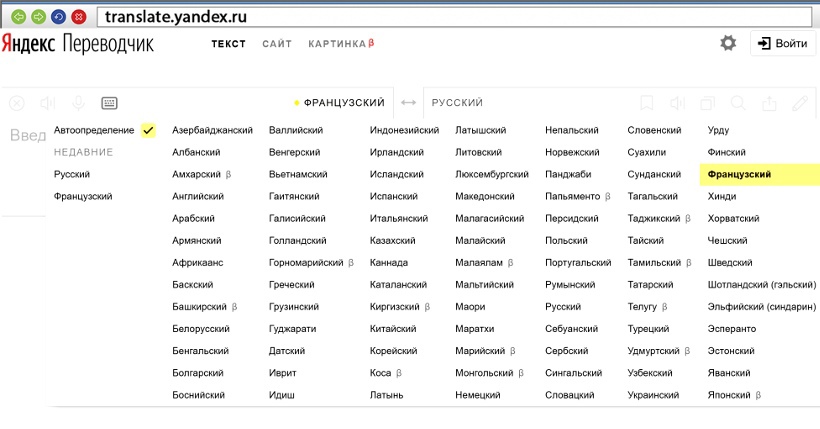 translate.yandex.ru
Яндекс Переводчик
ТЕКСТ САЙТ КАРТИНКА β
Войти
ФРАНЦУЗСКИЙ
РУССКИЙ
Введ
Автоопределение
НЕДАВНИЕ
Русский
Французский
Азербайджанский
Албанский
Амхарский β
Английский
Арабский
Армянский
Африкаанс
Баскский
Башкирский β
Белорусский
Бенгальский
Болгарский
Боснийский
Валлийский
Венгерский
Вьетнамский
Гаитянский
Галисийский
Голландский
Горномарийский β
Греческий
Грузинский
Гуджарати
Датский
Иврит
Идиш
Индонезийский
Ирландский
Исландский
Испанский
Итальянский
Казахский
Каннада
Каталанский
Киргизский β
Китайский
Корейский
Коса β
Латынь
Латышский
Литовский
Люксембургский
Македонский
Малагасийский
Малайский
Малаялам β
Мальтийский
Маори
Маратхи
Марийский β
Монгольский β
Немецкий
Непальский
Норвежский
Панджаби
Папьяменто β
Персидский
Польский
Португальский
Румынский
Русский
Себуанский
Сербский
Сингальский
Словацкий
Словенский
Суахили
Сунданский
Тагальский
Таджикский β
Тайский
Тамильский β
Татарский
Телугу β
Турецкий
Удмуртский β
Узбекский
Украинский
Урду
Финский
Французский
Хинди
Хорватский
Чешский
Шведский
Шотландский (гэльский)
Эльфийский (синдарин)
Эсперанто
Эстонский
Яванский
Японский β